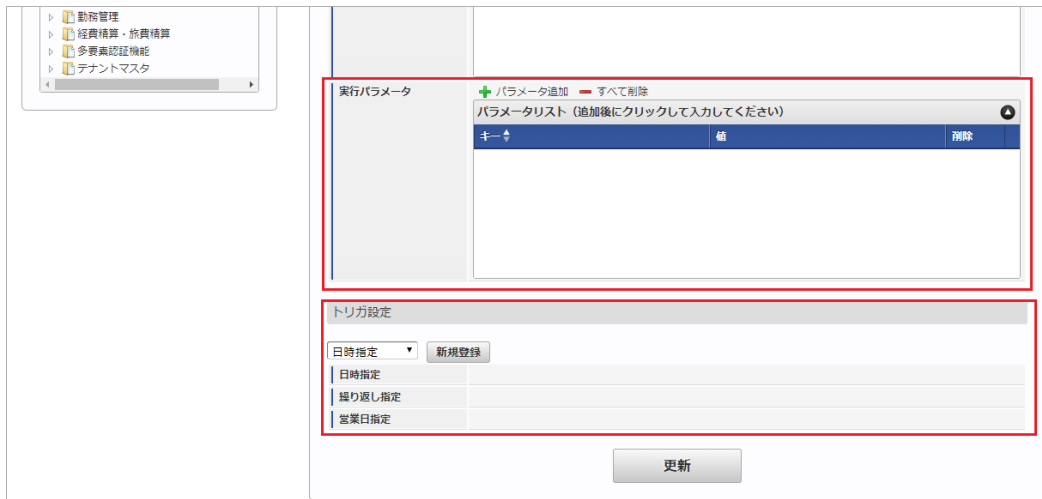 勤務管理
経費精算・旅費精算
多要素認証機能
テナントマスタ
実行パラメータ
パラメータ追加 すべて削除
パラメータリスト（追加後にクリックして入力してください）
キー 値 削除
トリガ設定
日時指定 新規登録
日時指定
繰り返し指定
営業日指定
更新